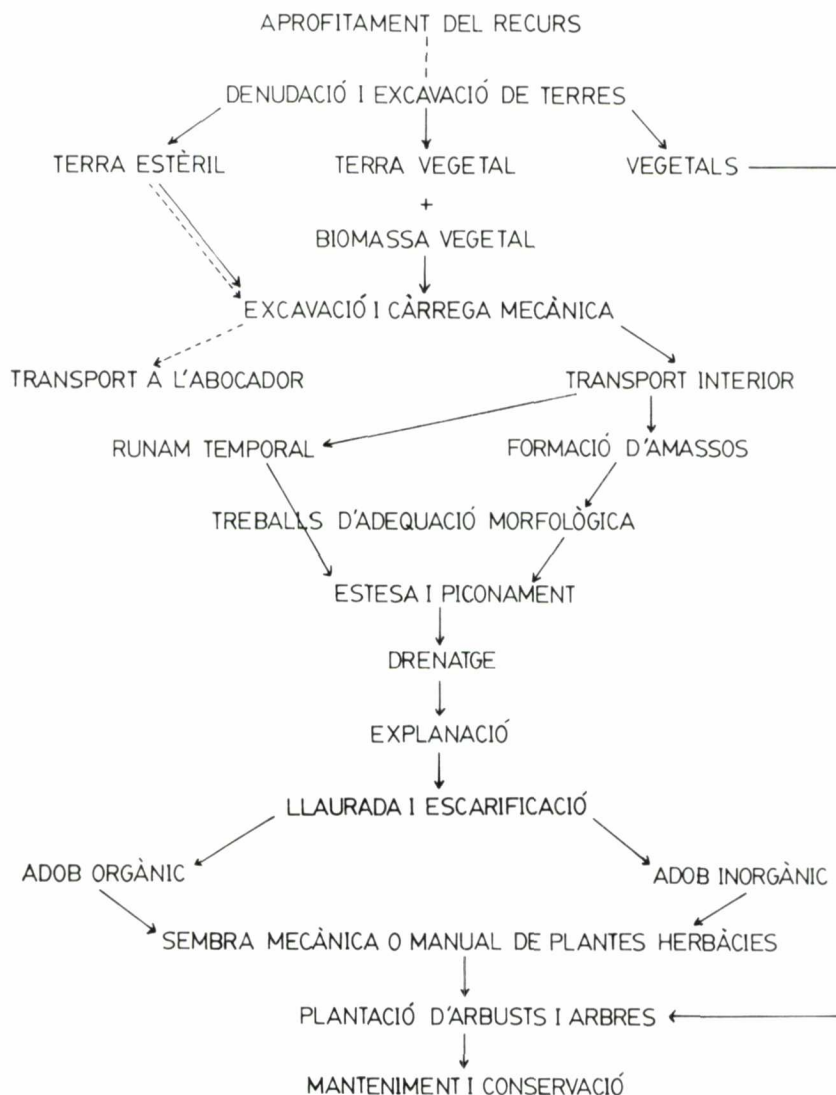 APROFITAMENT DEL RECURS
DENUDACIÓ I EXCAVACIÓ DE TERRES
TERRA ESTÈRIL
TERRA VEGETAL
VEGETALS
+
BIOMASSA VEGETAL
EXCAVACIÓ I CÀRREGA MECÀNICA
TRANSPORT A L'ABOCADOR
TRANSPORT INTERIOR
RUNAM TEMPORAL
FORMACIÓ D'AMASSOS
TREBALLS D'ADEQUACIÓ MORFOLÒGICA
ESTESA I PICONAMENT
DRENATGE
EXPLANACIÓ
LLAURADA I ESCARIFICACIÓ
ADOB ORGÀNIC
ADOB INORGÀNIC
SEMBRA MECÀNICA O MANUAL DE PLANTES HERBÀCIES
PLANTACIÓ D'ARBUSTS I ARBRES
MANTENIMENT I CONSERVACIÓ